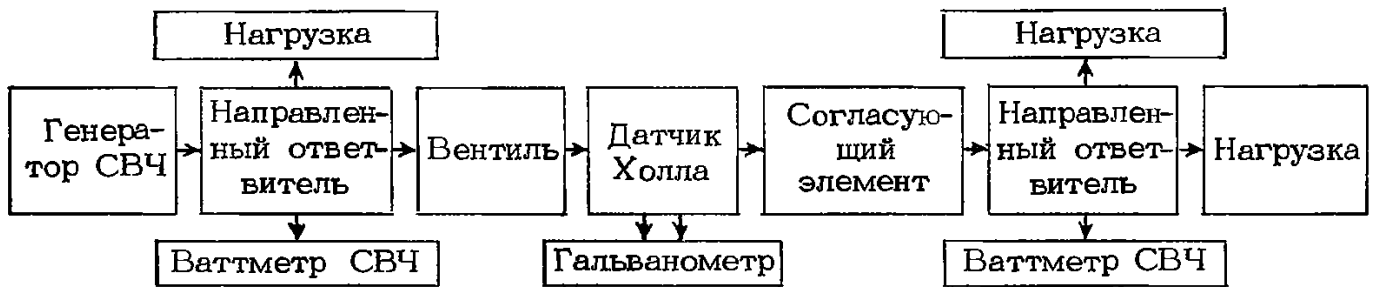 Нагрузка
Нагрузка
Генера-
тор СВЧ
Направлен-
ный ответ-
витель
Вентиль
Датчик
Холла
Согласую-
щий
элемент
Направлен-
ный ответ-
витель
Нагрузка
Ваттметр СВЧ
Гальванометр
Ваттметр СВЧ